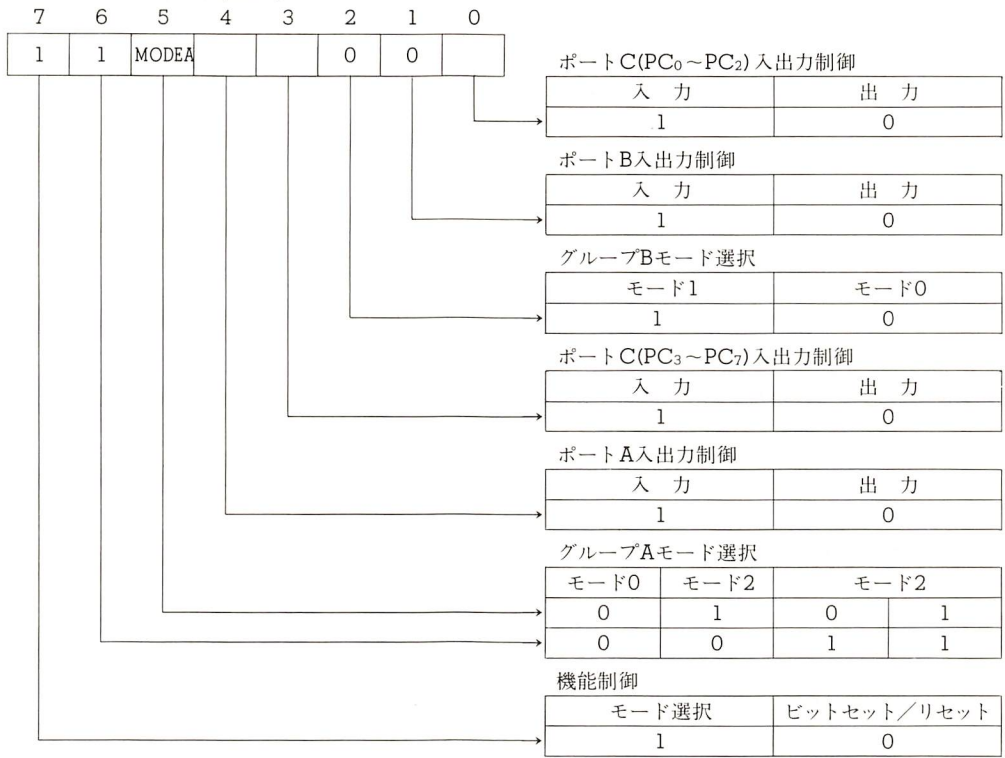 7 6 5 4 3 2 1 0
1 1 MODEA 0 0
ポートC(PC₀～PC₂)入出力制御
入 力 出 力
1 0
ポートB入出力制御
入 力 出 力
1 0
グループBモード選択
モード1 モード0
1 0
ポートC(PC₃～PC₇)入出力制御
入 力 出 力
1 0
ポートA入出力制御
入 力 出 力
1 0
グループAモード選択
モード0 モード2 モード2
0 1 0 1
0 0 1 1
機能制御
モード選択 ビットセット／リセット
1 0